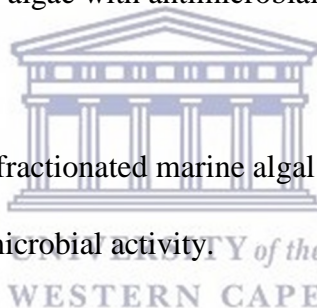 algae with antimicrobial
fractionated marine algal
microbial activity.
UNIVERSITY of the
WESTERN CAPE